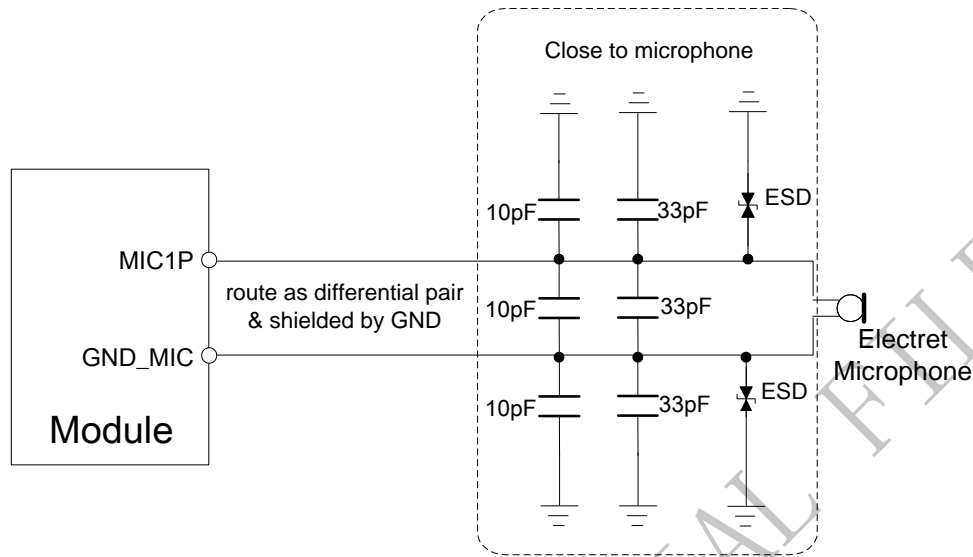 Close to microphone
10pF
33pF
ESD
MIC1P
route as differential pair
& shielded by GND
10pF
33pF
GND_MIC
Electret
Microphone
10pF
33pF
ESD
Module